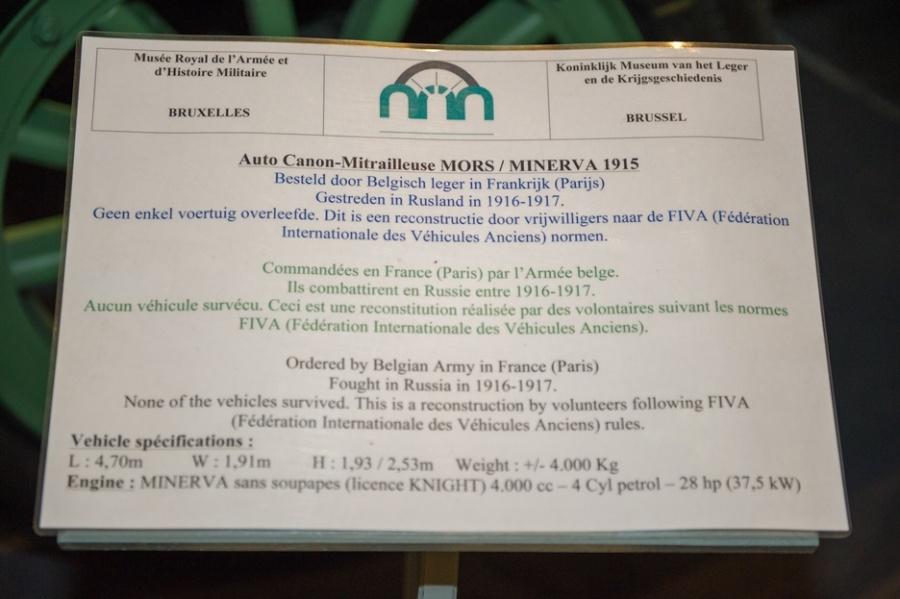 Musée Royal de l'Armée et
d'Histoire Militaire
BRUXELLES
Koninklijk Museum van het Leger
en de Krijgsgeschiedenis
BRUSSEL
Auto Canon-Mitrailleuse MORS / MINERVA 1915
Besteld door Belgisch leger in Frankrijk (Parijs)
Gestreden in Rusland in 1916-1917.
Geen enkel voertuig overleefde. Dit is een reconstructie door vrijwilligers naar de FIVA (Fédération
Internationale des Véhicules Anciens) normen.
Commandées en France (Paris) par l'Armée belge.
Ils combattirent en Russie entre 1916-1917.
Aucun véhicule survécu. Ceci est une reconstitution réalisée par des volontaires suivant les normes
FIVA (Fédération Internationale des Véhicules Anciens).
Ordered by Belgian Army in France (Paris)
Fought in Russia in 1916-1917.
None of the vehicles survived. This is a reconstruction by volunteers following FIVA
(Fédération Internationale des Véhicules Anciens) rules.
Vehicle spécifications :
L : 4,70m W : 1,91m H : 1,93 / 2,53m Weight : +/- 4.000 Kg
Engine : MINERVA sans soupapes (licence KNIGHT) 4.000 cc – 4 Cyl petrol – 28 hp (37,5 kW)